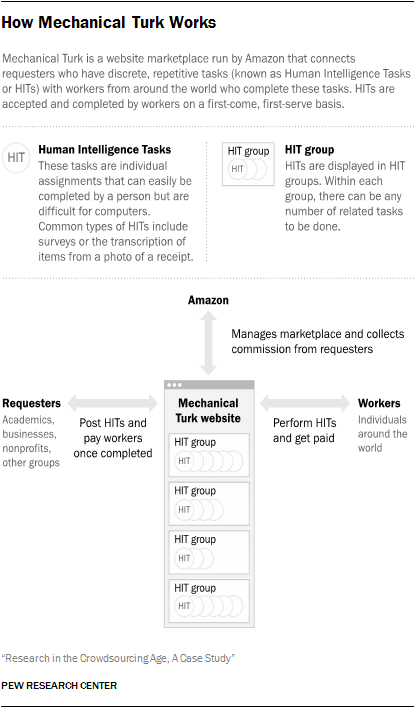 How Mechanical Turk Works
Mechanical Turk is a website marketplace run by Amazon that connects
requesters who have discrete, repetitive tasks (known as Human Intelligence Tasks
or HITs) with workers from around the world who complete these tasks. HITs are
accepted and completed by workers on a first-come, first-serve basis.
HIT
Human Intelligence Tasks
These tasks are individual
assignments that can easily be
completed by a person but are
difficult for computers.
Common types of HITs include
surveys or the transcription of
items from a photo of a receipt.
HIT group
HIT
HIT group
HITs are displayed in HIT
groups. Within each
group, there can be any
number of related tasks
to be done.
Amazon
Manages marketplace and collects
commission from requesters
Requesters
Academics,
businesses,
nonprofits,
other groups
Post HITs and
pay workers
once completed
Mechanical
Turk website
HIT group
HIT
HIT group
HIT
HIT group
HIT
HIT group
HIT
Perform HITs
and get paid
Workers
Individuals
around the
world
“Research in the Crowdsourcing Age, A Case Study”
PEW RESEARCH CENTER